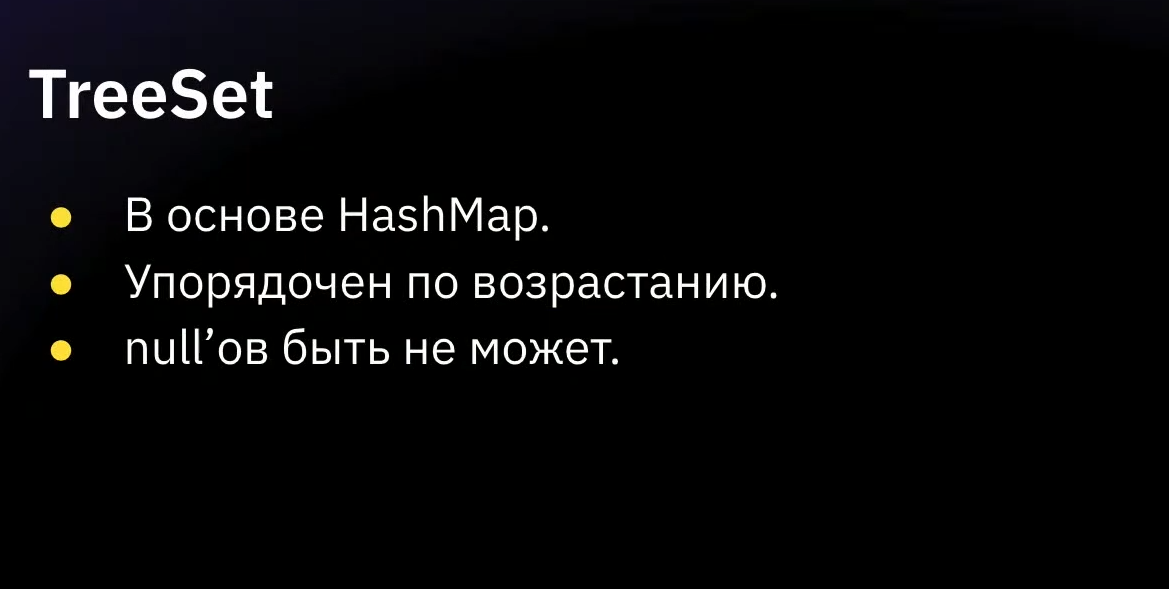 TreeSet
● В основе HashMap.
● Упорядочен по возрастанию.
● null’ов быть не может.